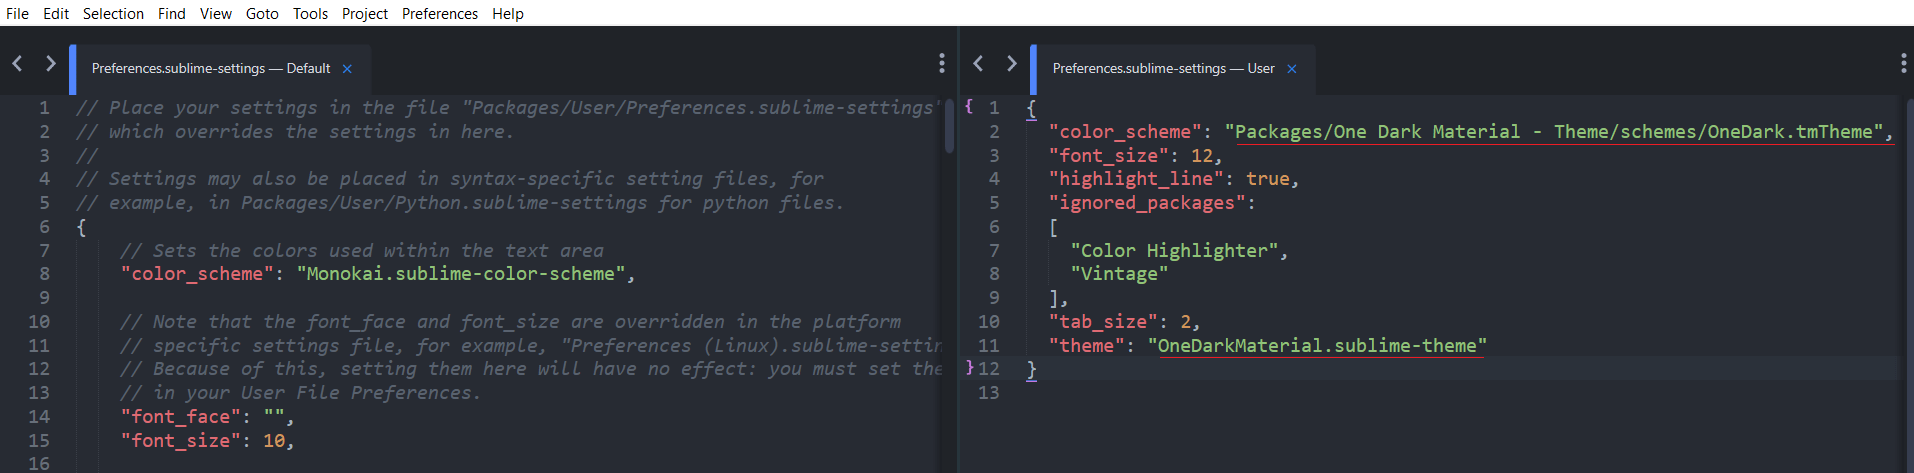 File Edit Selection Find View Goto Tools Project Preferences Help
Preferences.sublime-settings — Default ×
1 // Place your settings in the file "Packages/User/Preferences.sublime-settings"
2 // which overrides the settings in here.
3 //
4 // Settings may also be placed in syntax-specific setting files, for
5 // example, in Packages/User/Python.sublime-settings for python files.
6 {
7 // Sets the colors used within the text area
8 "color_scheme": "Monokai.sublime-color-scheme",
9
10 // Note that the font_face and font_size are overridden in the platform
11 // specific settings file, for example, "Preferences (Linux).sublime-settin
12 // Because of this, setting them here will have no effect: you must set the
13 // in your User File Preferences.
14 "font_face": "",
15 "font_size": 10,
16
Preferences.sublime-settings — User ×
{ 1 {
2 "color_scheme": "Packages/One Dark Material - Theme/schemes/OneDark.tmTheme",
3 "font_size": 12,
4 "highlight_line": true,
5 "ignored_packages":
6 [
7 "Color Highlighter",
8 "Vintage"
9 ],
10 "tab_size": 2,
11 "theme": "OneDarkMaterial.sublime-theme"
} 12 }
13